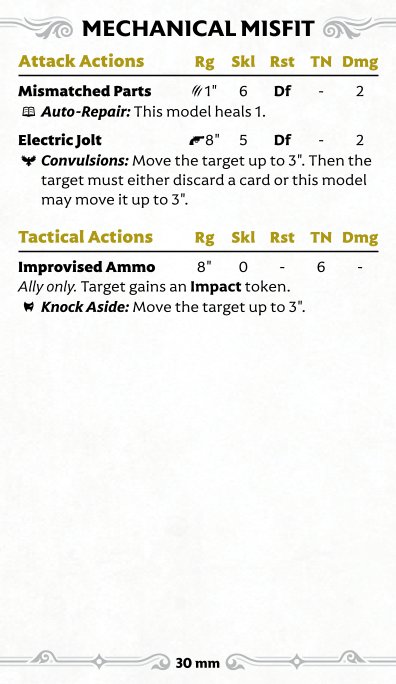 MECHANICAL MISFIT
Attack Actions Rg Skl Rst TN Dmg
Mismatched Parts 1" 6 Df - 2
Auto-Repair: This model heals 1.
Electric Jolt 8" 5 Df - 2
Convulsions: Move the target up to 3". Then the
target must either discard a card or this model
may move it up to 3".
Tactical Actions Rg Skl Rst TN Dmg
Improvised Ammo 8" 0 - 6 -
Ally only. Target gains an Impact token.
Knock Aside: Move the target up to 3".
30 mm